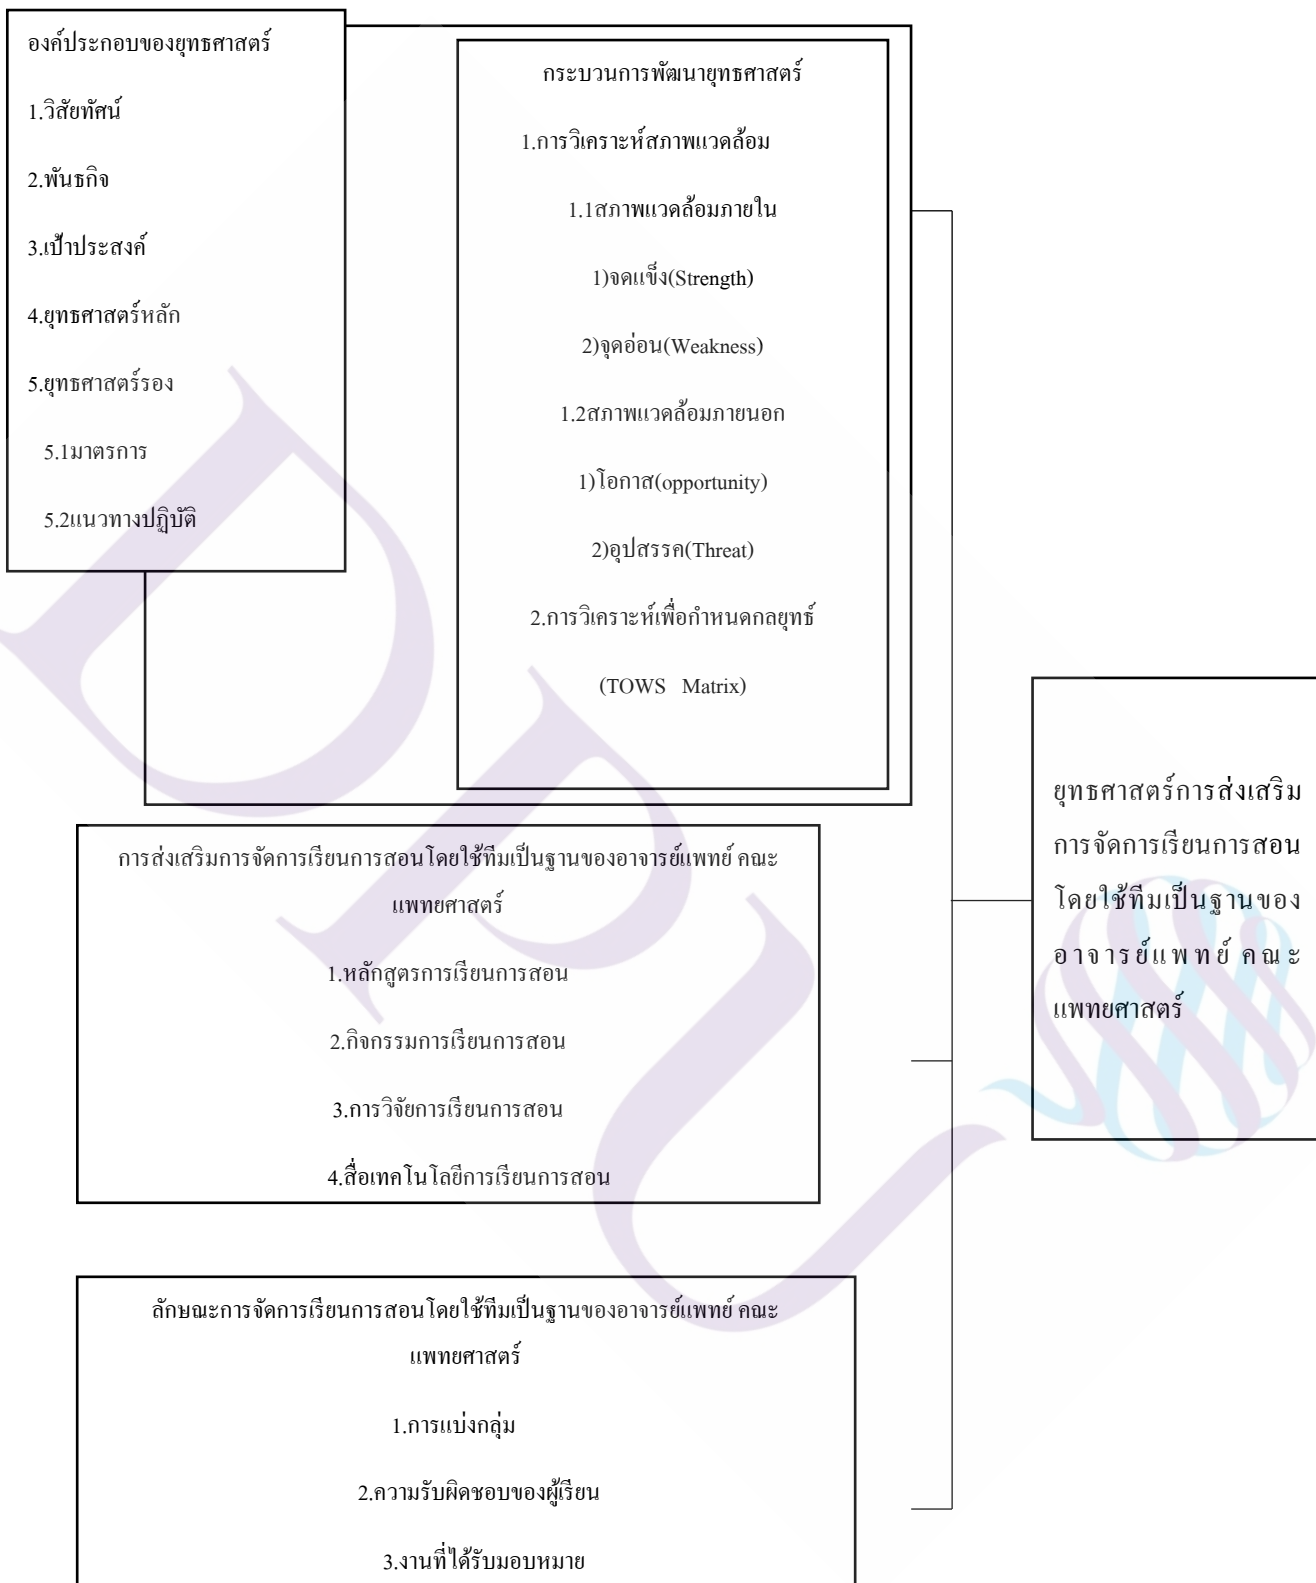 องค์ประกอบของยุทธศาสตร์
1.วิสัยทัศน์
2.พันธกิจ
3.เป้าประสงค์
4.ยุทธศาสตร์หลัก
5.ยุทธศาสตร์รอง
5.1มาตรการ
5.2แนวทางปฏิบัติ
กระบวนการพัฒนายุทธศาสตร์
1.การวิเคราะห์สภาพแวดล้อม
1.1สภาพแวดล้อมภายใน
1)จดแข็ง(Strength)
2)จุดอ่อน(Weakness)
1.2สภาพแวดล้อมภายนอก
1)โอกาส(opportunity)
2)อุปสรรค(Threat)
2.การวิเคราะห์เพื่อกำหนดกลยุทธ์
(TOWS Matrix)
การส่งเสริมการจัดการเรียนการสอนโดยใช้ทีมเป็นฐานของอาจารย์แพทย์ คณะ
แพทยศาสตร์
1.หลักสูตรการเรียนการสอน
2.กิจกรรมการเรียนการสอน
3.การวิจัยการเรียนการสอน
4.สื่อเทคโนโลยีการเรียนการสอน
ลักษณะการจัดการเรียนการสอนโดยใช้ทีมเป็นฐานของอาจารย์แพทย์ คณะ
แพทยศาสตร์
1.การแบ่งกลุ่ม
2.ความรับผิดชอบของผู้เรียน
3.งานที่ได้รับมอบหมาย
ยุทธศาสตร์การส่งเสริม
การจัดการเรียนการสอน
โดยใช้ทีมเป็นฐานของ
อาจารย์แพทย์ คณะ
แพทยศาสตร์
DPU